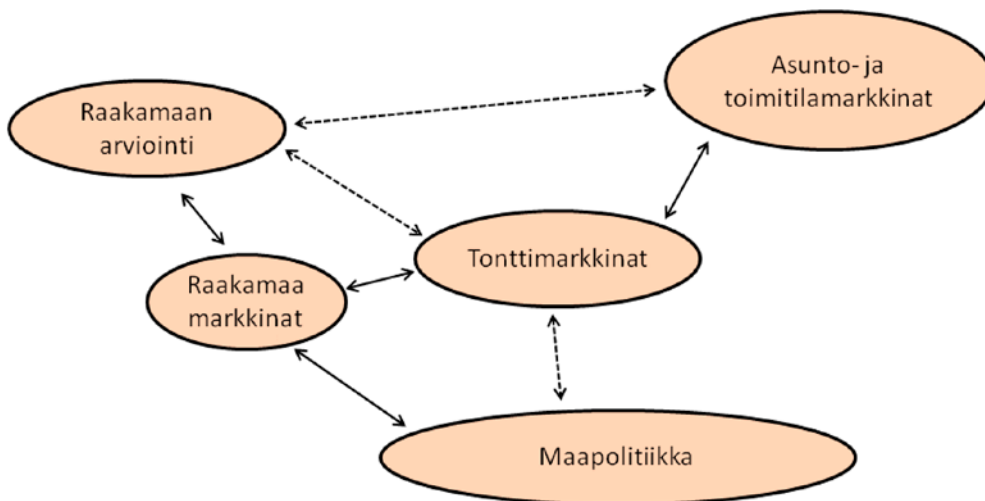 Asunto- ja
toimitilamarkkinat
Raakamaan
arviointi
Tonttimarkkinat
Raakamaa
markkinat
Maapolitiikka